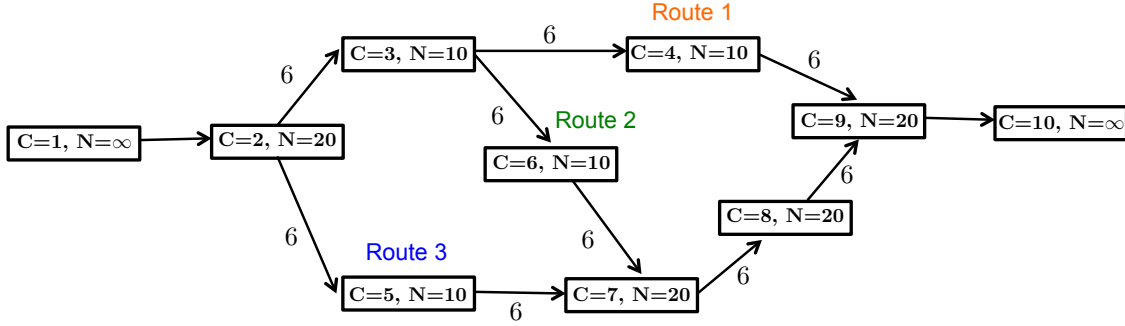 Route 1
6
C=3, N=10
C=4, N=10
6
6
6
Route 2
C=1, N=∞
C=2, N=20
C=9, N=20
C=10, N=∞
C=6, N=10
6
C=8, N=20
6
Route 3
6
6
C=5, N=10
6
C=7, N=20